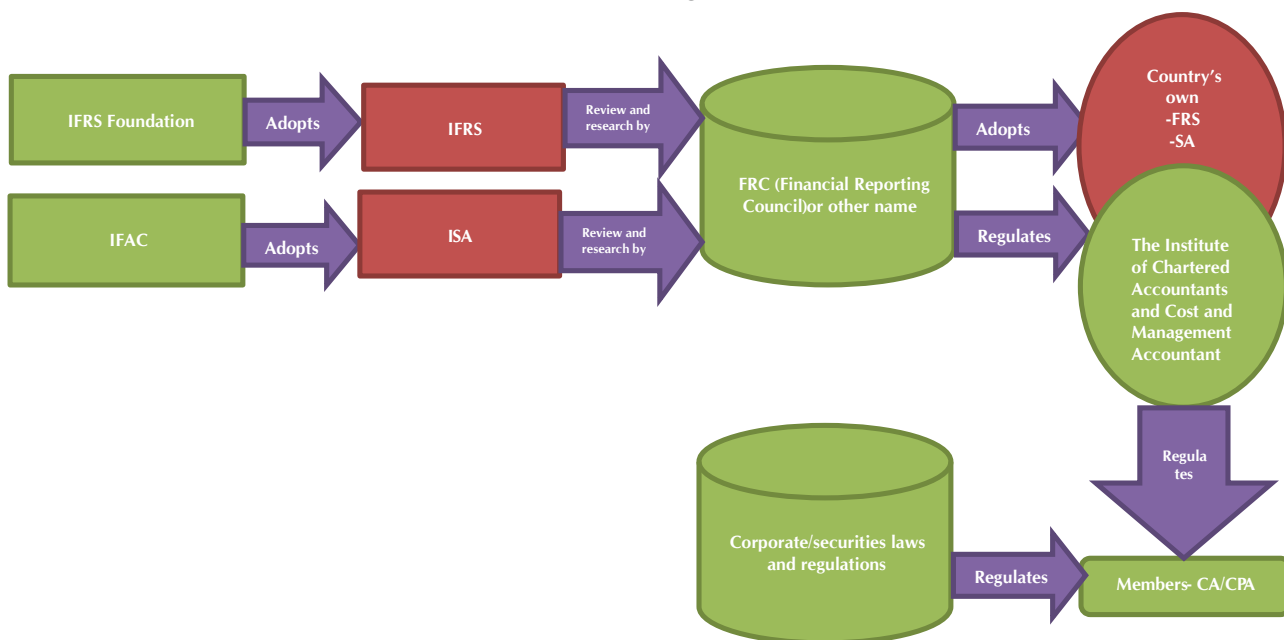 IFRS Foundation
Adopts
IFRS
Review and
research by
FRC (Financial Reporting
Council)or other name
Adopts
Country's
own
-FRS
-SA
IFAC
Adopts
ISA
Review and
research by
Regulates
The Institute
of Chartered
Accountants
and Cost and
Management
Accountant
Regula
tes
Corporate/securities laws
and regulations
Regulates
Members- CA/CPA